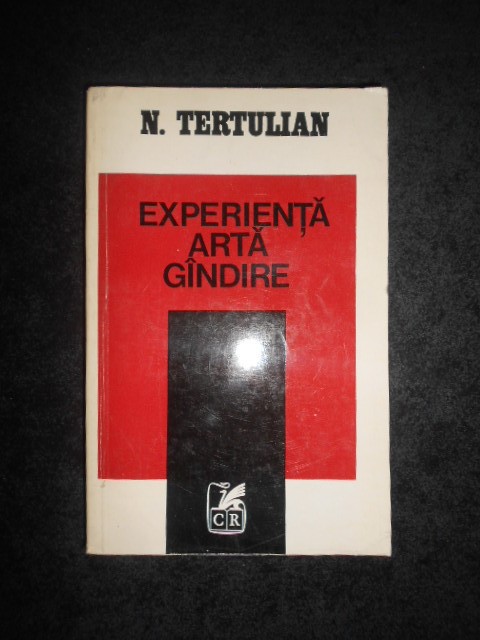 N. TERTULIAN
EXPERIENȚĂ
ARTĂ
GÎNDIRE
CR